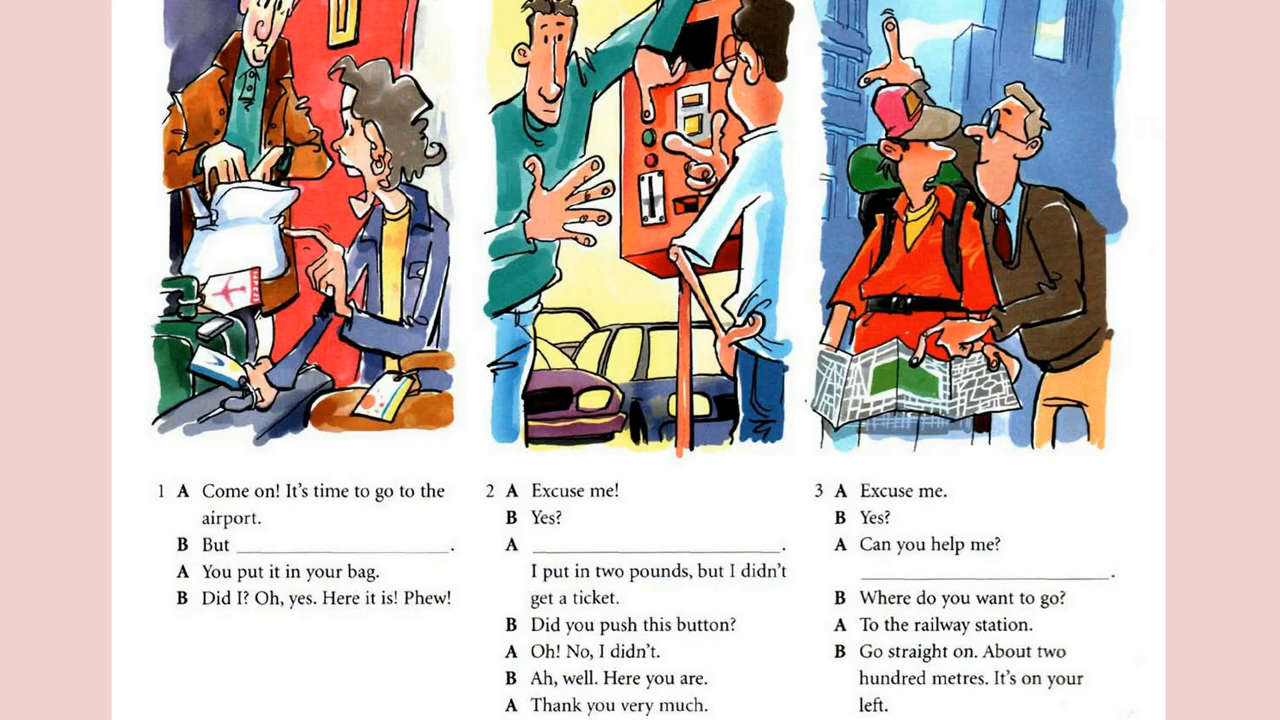 1 A Come on! It's time to go to the
airport.
B But ______________________.
A You put it in your bag.
B Did I? Oh, yes. Here it is! Phew!
2 A Excuse me!
B Yes?
A ______________________.
I put in two pounds, but I didn't
get a ticket.
B Did you push this button?
A Oh! No, I didn't.
B Ah, well. Here you are.
A Thank you very much.
3 A Excuse me.
B Yes?
A Can you help me?
______________________.
B Where do you want to go?
A To the railway station.
B Go straight on. About two
hundred metres. It's on your
left.